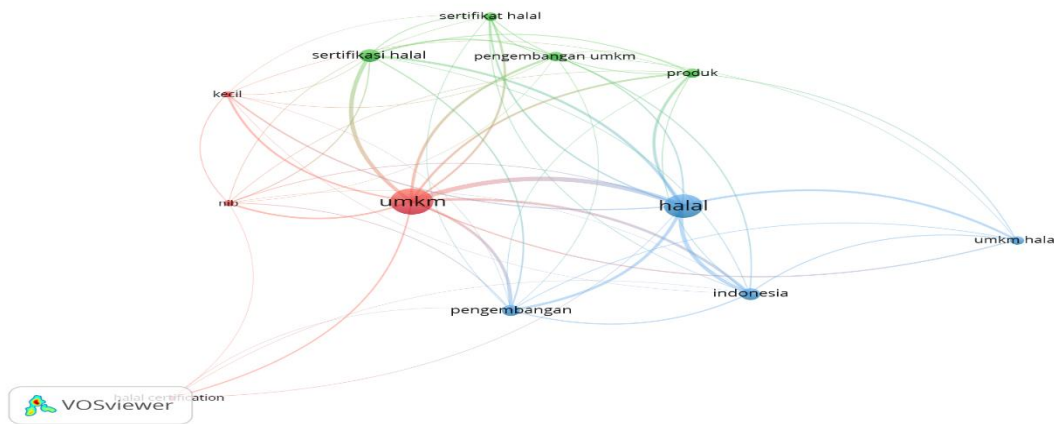 sertifikat halal
sertifikasi halal
pengembangan umkm
produk
kecil
nib
umkm
halal
umkm hala
indonesia
pengembangan
halal certification
VOSviewer